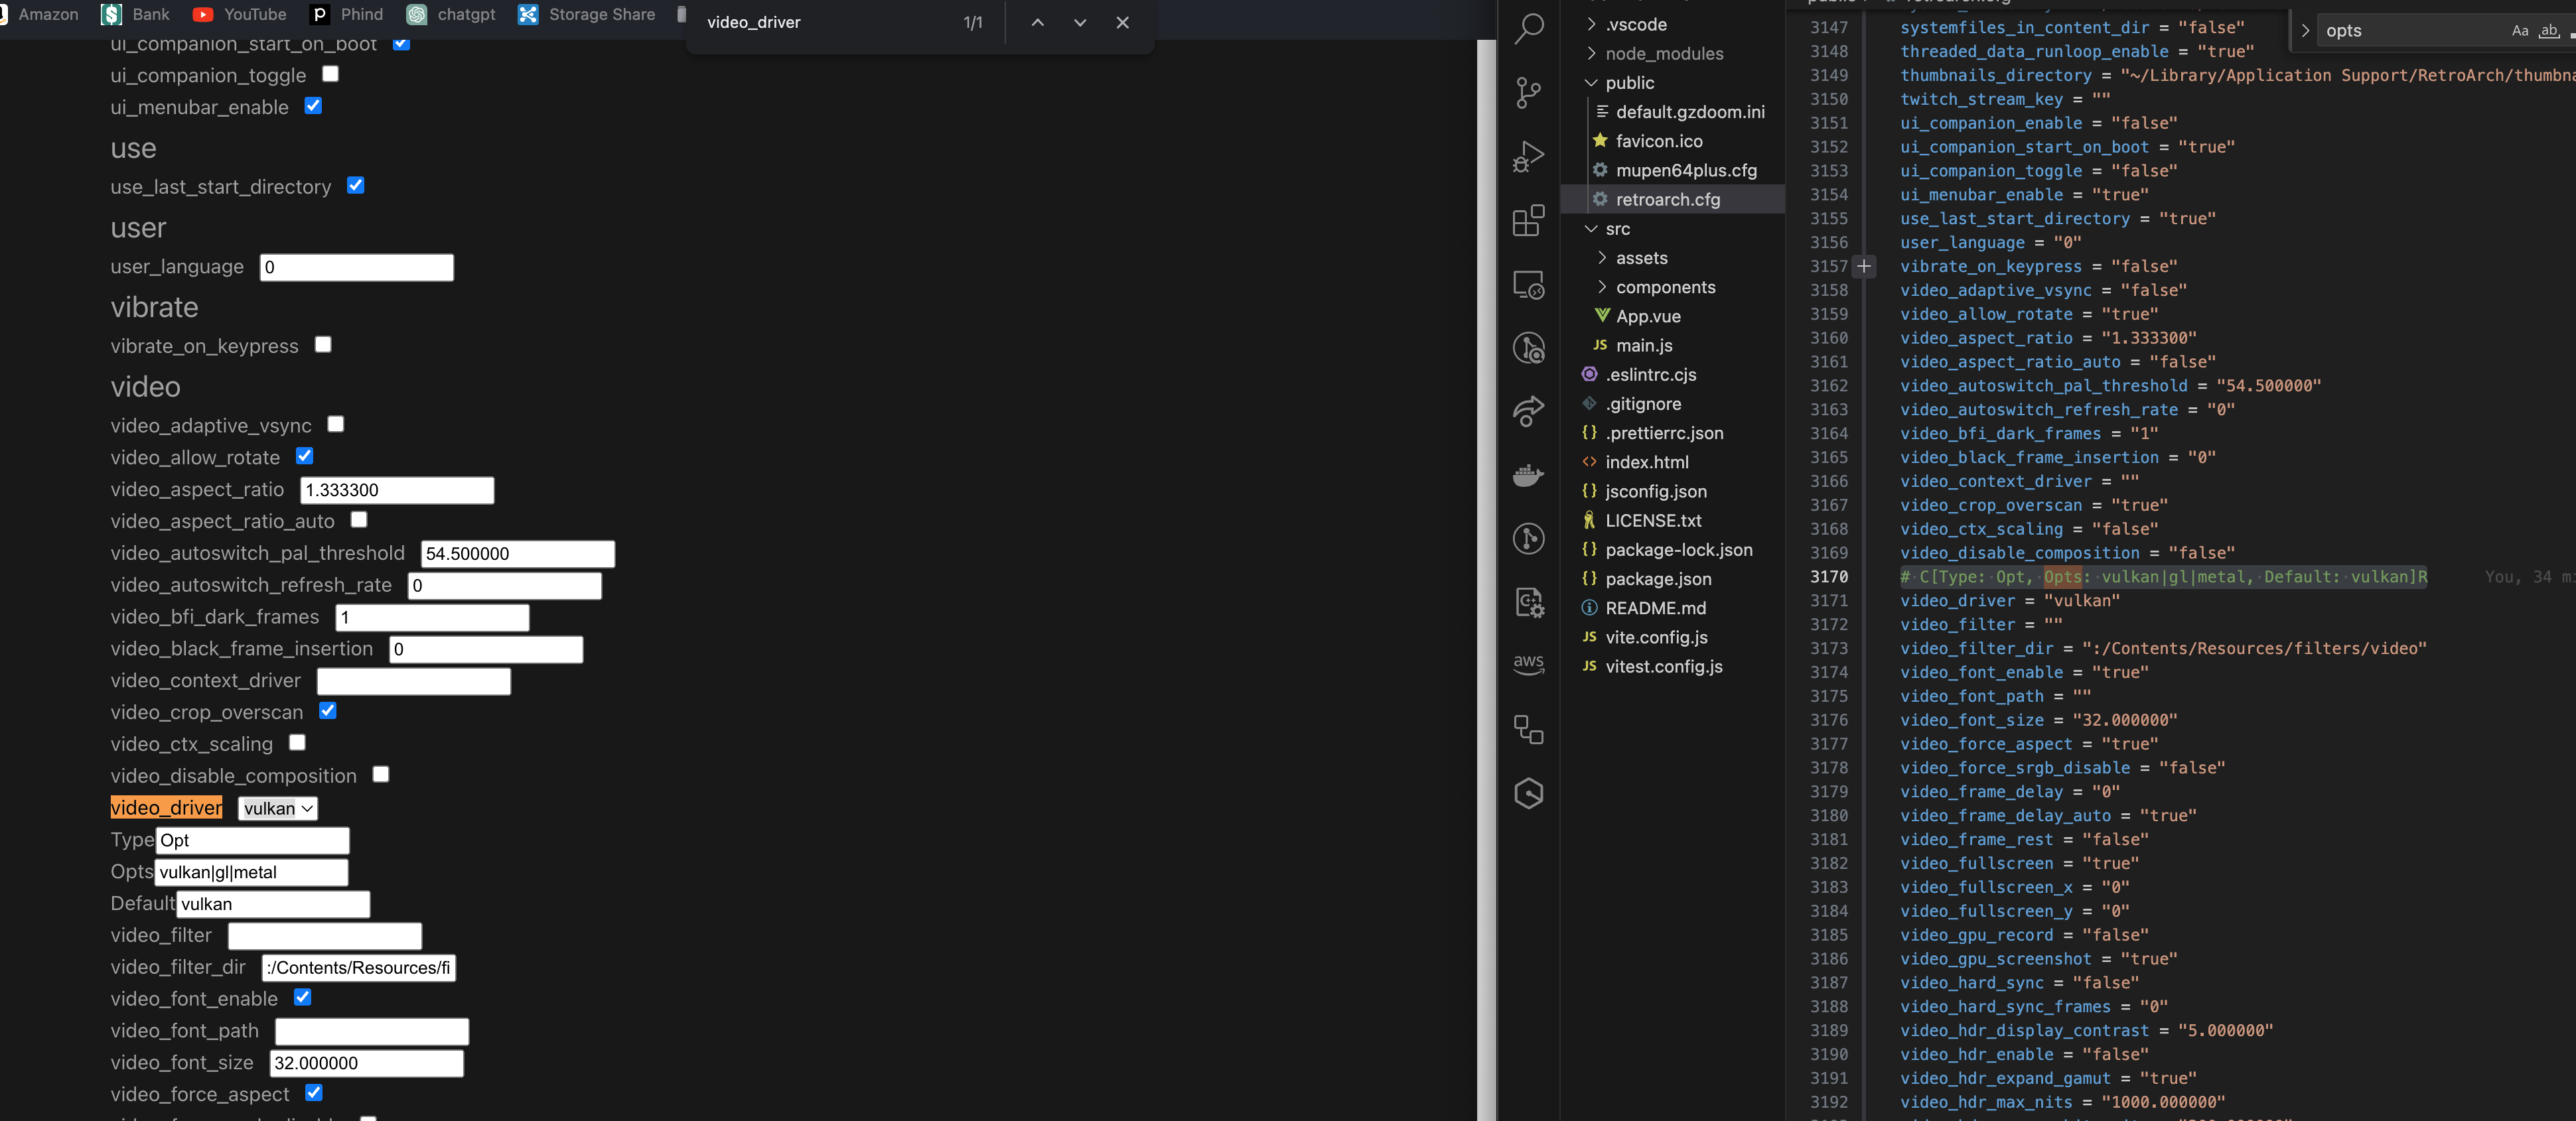 Amazon
Bank
YouTube
Phind
chatgpt
Storage Share
video_driver
1/1
ui_companion_start_on_boot
ui_companion_toggle
ui_menubar_enable
use
use_last_start_directory
user
user_language 0
vibrate
vibrate_on_keypress
video
video_adaptive_vsync
video_allow_rotate
video_aspect_ratio 1.333300
video_aspect_ratio_auto
video_autoswitch_pal_threshold 54.500000
video_autoswitch_refresh_rate 0
video_bfi_dark_frames 1
video_black_frame_insertion 0
video_context_driver
video_crop_overscan
video_ctx_scaling
video_disable_composition
video_driver vulkan
Type Opt
Opts vulkan|gl|metal
Default vulkan
video_filter
video_filter_dir :/Contents/Resources/fi
video_font_enable
video_font_path
video_font_size 32.000000
video_force_aspect
aws
.vscode
node_modules
public
default.gzdoom.ini
favicon.ico
mupen64plus.cfg
retroarch.cfg
src
assets
components
App.vue
JS main.js
.eslintrc.cjs
.gitignore
{} .prettierrc.json
<> index.html
{} jsconfig.json
LICENSE.txt
{} package-lock.json
{} package.json
README.md
JS vite.config.js
JS vitest.config.js
opts Aa ab
3147 systemfiles_in_content_dir = "false"
3148 threaded_data_runloop_enable = "true"
3149 thumbnails_directory = "~/Library/Application Support/RetroArch/thumbna
3150 twitch_stream_key = ""
3151 ui_companion_enable = "false"
3152 ui_companion_start_on_boot = "true"
3153 ui_companion_toggle = "false"
3154 ui_menubar_enable = "true"
3155 use_last_start_directory = "true"
3156 user_language = "0"
3157 + vibrate_on_keypress = "false"
3158 video_adaptive_vsync = "false"
3159 video_allow_rotate = "true"
3160 video_aspect_ratio = "1.333300"
3161 video_aspect_ratio_auto = "false"
3162 video_autoswitch_pal_threshold = "54.500000"
3163 video_autoswitch_refresh_rate = "0"
3164 video_bfi_dark_frames = "1"
3165 video_black_frame_insertion = "0"
3166 video_context_driver = ""
3167 video_crop_overscan = "true"
3168 video_ctx_scaling = "false"
3169 video_disable_composition = "false"
3170 # C[Type: Opt, Opts: vulkan|gl|metal, Default: vulkan]R You, 34 mi
3171 video_driver = "vulkan"
3172 video_filter = ""
3173 video_filter_dir = ":/Contents/Resources/filters/video"
3174 video_font_enable = "true"
3175 video_font_path = ""
3176 video_font_size = "32.000000"
3177 video_force_aspect = "true"
3178 video_force_srgb_disable = "false"
3179 video_frame_delay = "0"
3180 video_frame_delay_auto = "true"
3181 video_frame_rest = "false"
3182 video_fullscreen = "true"
3183 video_fullscreen_x = "0"
3184 video_fullscreen_y = "0"
3185 video_gpu_record = "false"
3186 video_gpu_screenshot = "true"
3187 video_hard_sync = "false"
3188 video_hard_sync_frames = "0"
3189 video_hdr_display_contrast = "5.000000"
3190 video_hdr_enable = "false"
3191 video_hdr_expand_gamut = "true"
3192 video_hdr_max_nits = "1000.000000"